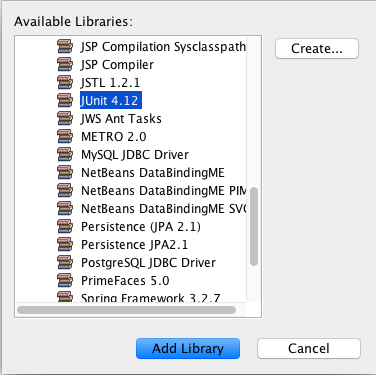 Available Libraries:
JSP Compilation Sysclasspath
Create...
JSP Compiler
JSTL 1.2.1
JUnit 4.12
JWS Ant Tasks
METRO 2.0
MySQL JDBC Driver
NetBeans DataBindingME
NetBeans DataBindingME PIM
NetBeans DataBindingME SVG
Persistence (JPA 2.1)
Persistence JPA2.1
PostgreSQL JDBC Driver
PrimeFaces 5.0
Spring Framework 3.2.7
Add Library
Cancel